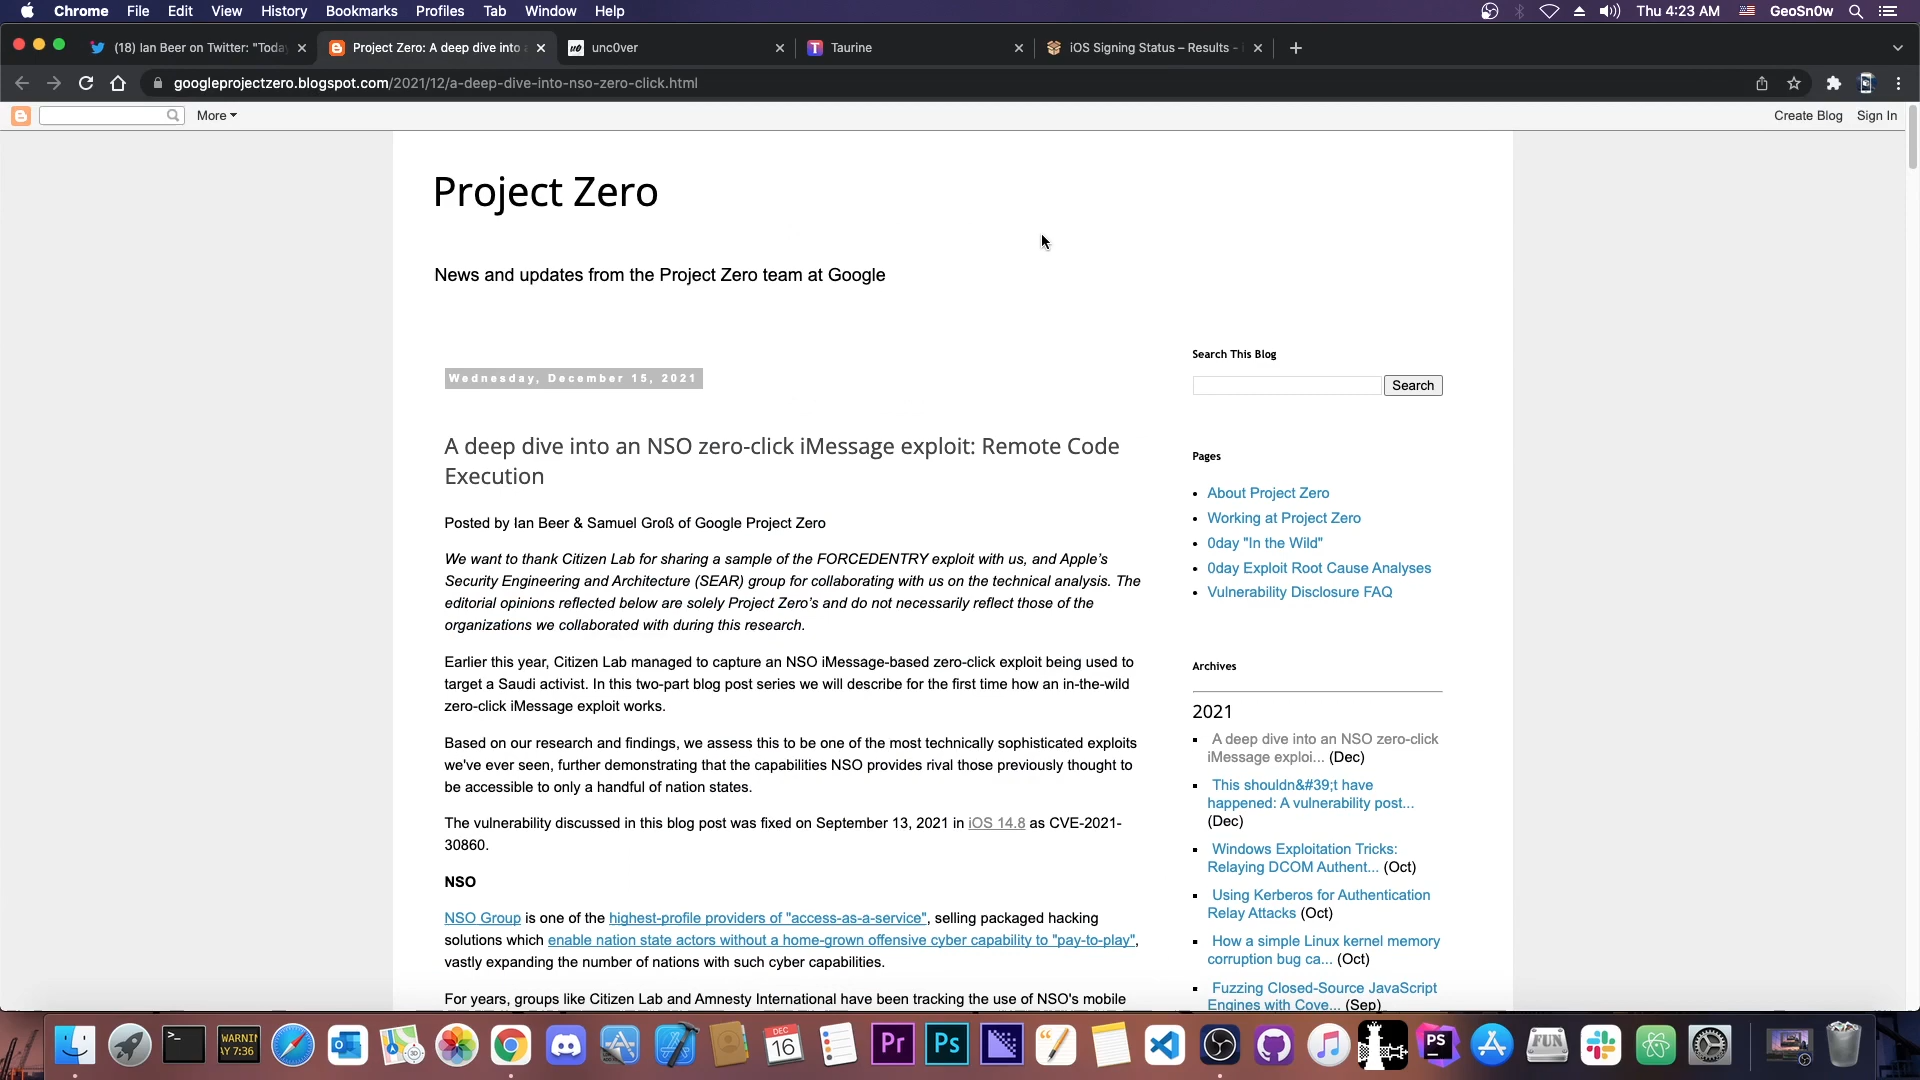 Chrome File Edit View History Bookmarks Profiles Tab Window Help
Thu 4:23 AM GeoSn0w
(18) Ian Beer on Twitter: "Today
Project Zero: A deep dive into a
unc0ver
Taurine
iOS Signing Status – Results -
googleprojectzero.blogspot.com/2021/12/a-deep-dive-into-nso-zero-click.html
More
Create Blog Sign In
Project Zero
News and updates from the Project Zero team at Google
Wednesday, December 15, 2021
A deep dive into an NSO zero-click iMessage exploit: Remote Code
Execution
Posted by Ian Beer & Samuel Groß of Google Project Zero
We want to thank Citizen Lab for sharing a sample of the FORCEDENTRY exploit with us, and Apple's
Security Engineering and Architecture (SEAR) group for collaborating with us on the technical analysis. The
editorial opinions reflected below are solely Project Zero's and do not necessarily reflect those of the
organizations we collaborated with during this research.
Earlier this year, Citizen Lab managed to capture an NSO iMessage-based zero-click exploit being used to
target a Saudi activist. In this two-part blog post series we will describe for the first time how an in-the-wild
zero-click iMessage exploit works.
Based on our research and findings, we assess this to be one of the most technically sophisticated exploits
we've ever seen, further demonstrating that the capabilities NSO provides rival those previously thought to
be accessible to only a handful of nation states.
The vulnerability discussed in this blog post was fixed on September 13, 2021 in iOS 14.8 as CVE-2021-
30860.
NSO
NSO Group is one of the highest-profile providers of "access-as-a-service", selling packaged hacking
solutions which enable nation state actors without a home-grown offensive cyber capability to "pay-to-play",
vastly expanding the number of nations with such cyber capabilities.
For years, groups like Citizen Lab and Amnesty International have been tracking the use of NSO's mobile
Search This Blog
Search
Pages
About Project Zero
Working at Project Zero
0day "In the Wild"
0day Exploit Root Cause Analyses
Vulnerability Disclosure FAQ
Archives
2021
A deep dive into an NSO zero-click
iMessage exploi... (Dec)
This shouldn&#39;t have
happened: A vulnerability post...
(Dec)
Windows Exploitation Tricks:
Relaying DCOM Authent... (Oct)
Using Kerberos for Authentication
Relay Attacks (Oct)
How a simple Linux kernel memory
corruption bug ca... (Oct)
Fuzzing Closed-Source JavaScript
Engines with Cove... (Sep)
WARNIN
AY 7:36
3D
DEC
16
Pr
Ps
PS
FUN